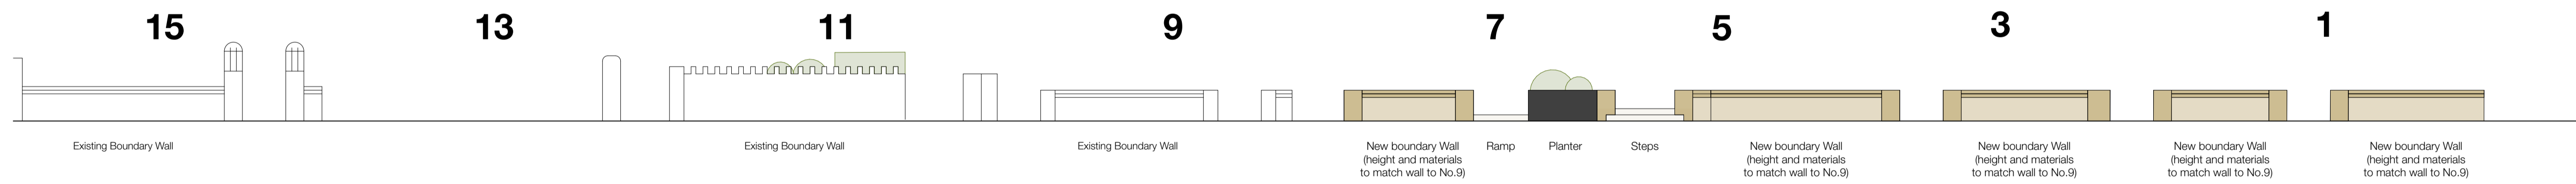 15 13 11 9 7 5 3 1
Existing Boundary Wall Existing Boundary Wall Existing Boundary Wall
New boundary Wall
(height and materials
to match wall to No.9)
Ramp Planter Steps
New boundary Wall
(height and materials
to match wall to No.9)
New boundary Wall
(height and materials
to match wall to No.9)
New boundary Wall
(height and materials
to match wall to No.9)
New boundary Wall
(height and materials
to match wall to No.9)